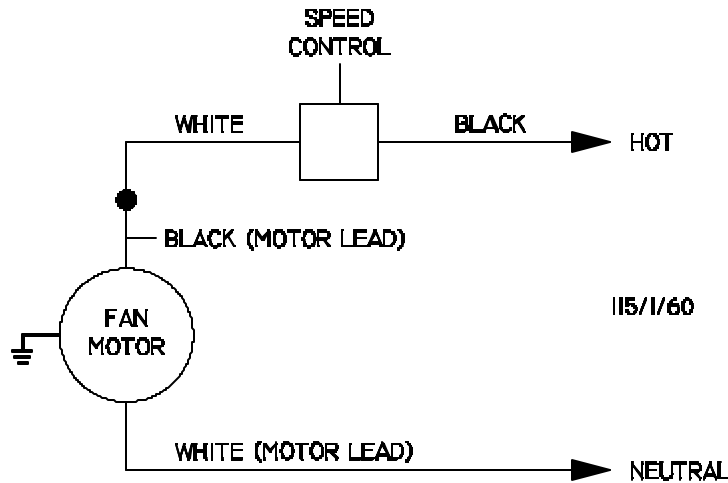 SPEED
CONTROL
WHITE
BLACK
HOT
BLACK (MOTOR LEAD)
FAN
MOTOR
115/1/60
WHITE (MOTOR LEAD)
NEUTRAL